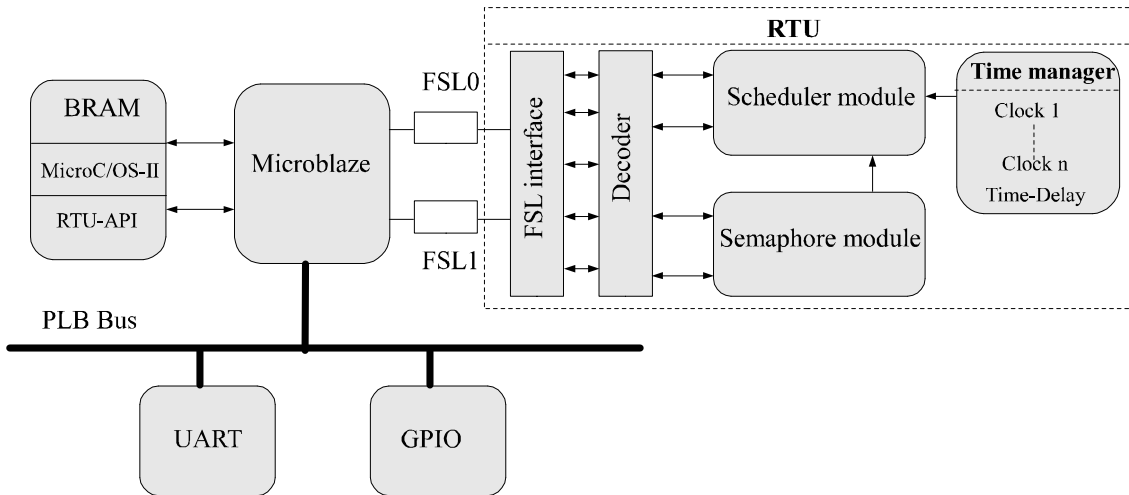 RTU
BRAM
MicroC/OS-II
RTU-API
Microblaze
FSL0
FSL1
FSL interface
Decoder
Scheduler module
Semaphore module
Time manager
Clock 1
Clock n
Time-Delay
PLB Bus
UART
GPIO